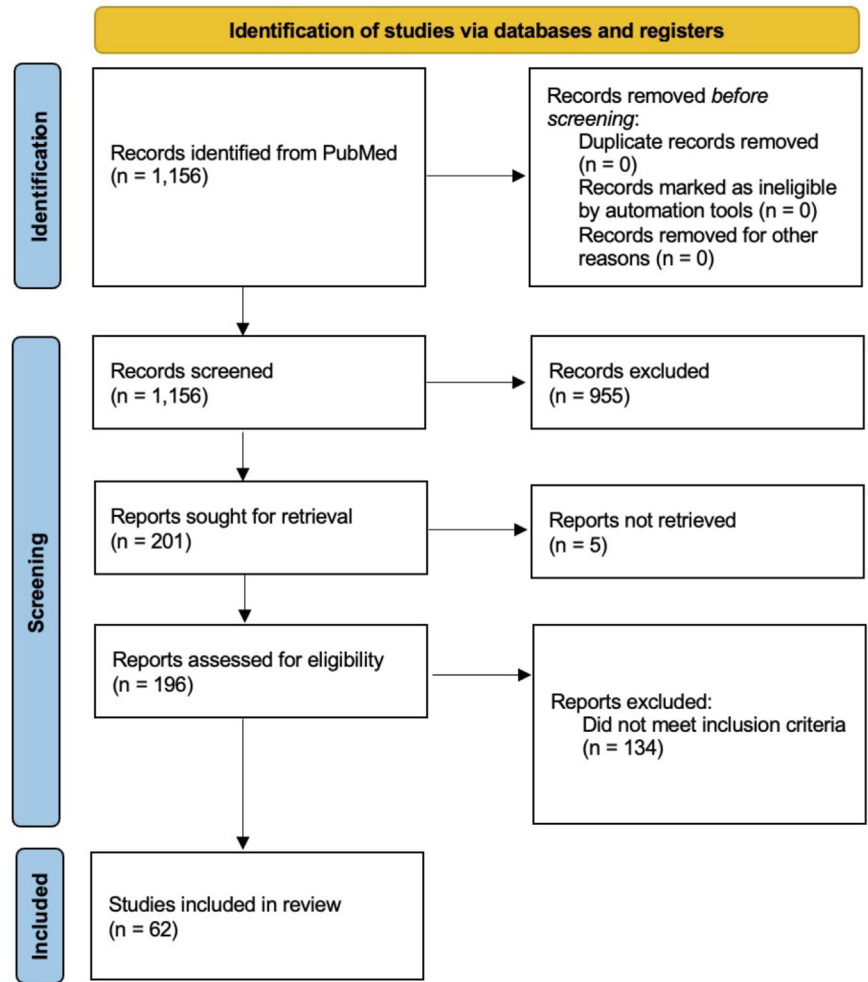 Identification of studies via databases and registers
Identification
Records identified from PubMed
(n = 1,156)
Records removed before
screening:
Duplicate records removed
(n = 0)
Records marked as ineligible
by automation tools (n = 0)
Records removed for other
reasons (n = 0)
Screening
Records screened
(n = 1,156)
Records excluded
(n = 955)
Reports sought for retrieval
(n = 201)
Reports not retrieved
(n = 5)
Reports assessed for eligibility
(n = 196)
Reports excluded:
Did not meet inclusion criteria
(n = 134)
Included
Studies included in review
(n = 62)